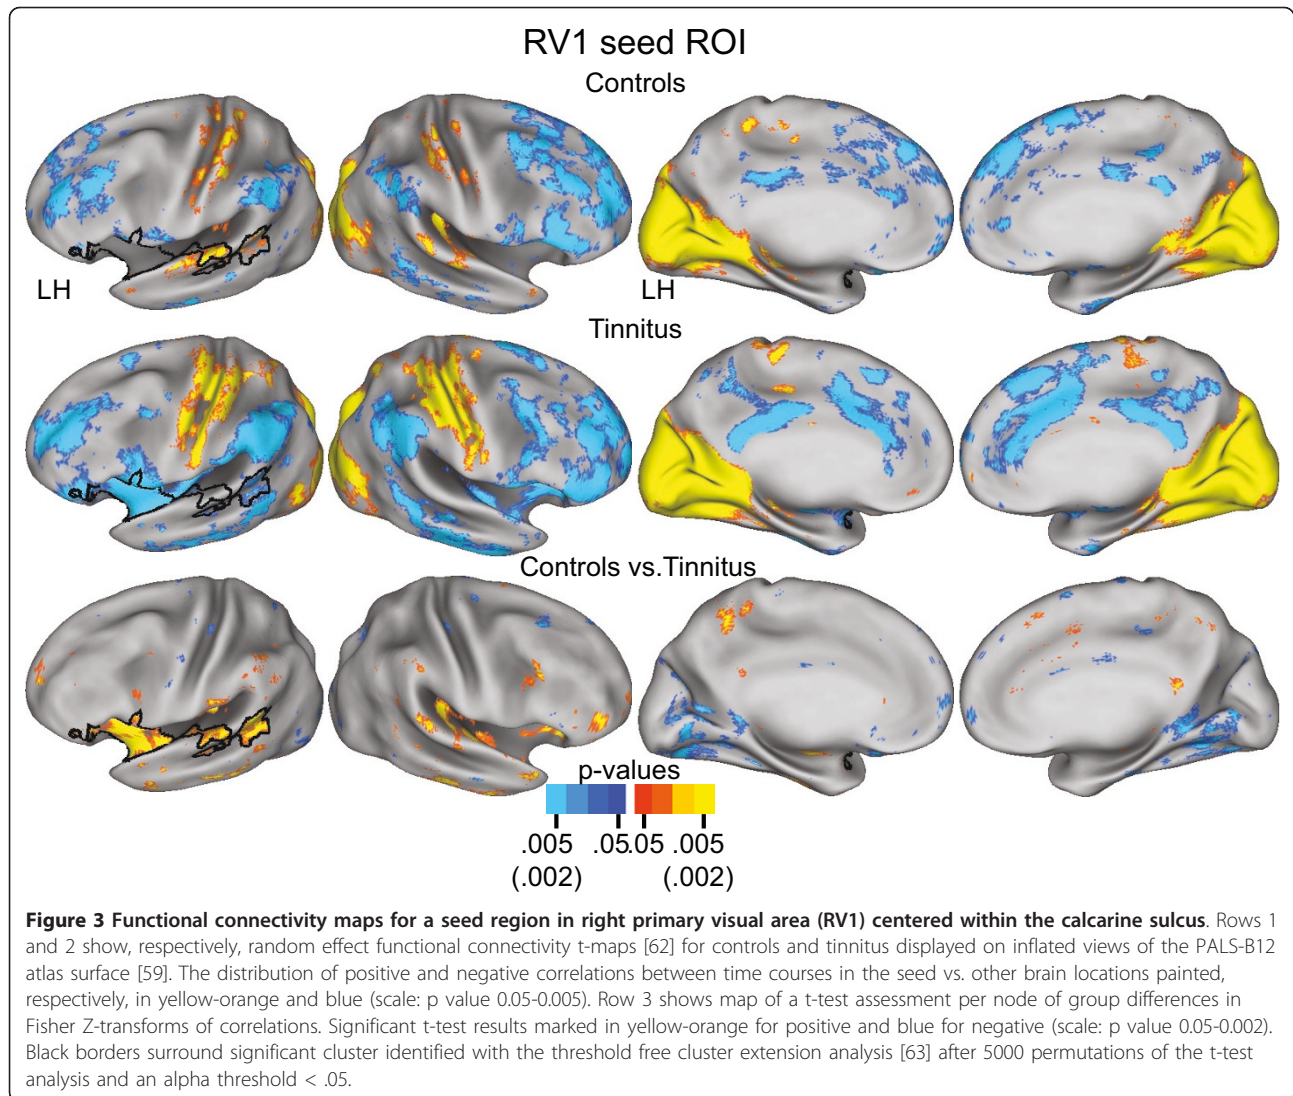 RV1 seed ROI
Controls
LH
LH
Tinnitus
Controls vs.Tinnitus
p-values
.005 .05.05 .005
(.002) (.002)
Figure 3 Functional connectivity maps for a seed region in right primary visual area (RV1) centered within the calcarine sulcus. Rows 1
and 2 show, respectively, random effect functional connectivity t-maps [62] for controls and tinnitus displayed on inflated views of the PALS-B12
atlas surface [59]. The distribution of positive and negative correlations between time courses in the seed vs. other brain locations painted,
respectively, in yellow-orange and blue (scale: p value 0.05-0.005). Row 3 shows map of a t-test assessment per node of group differences in
Fisher Z-transforms of correlations. Significant t-test results marked in yellow-orange for positive and blue for negative (scale: p value 0.05-0.002).
Black borders surround significant cluster identified with the threshold free cluster extension analysis [63] after 5000 permutations of the t-test
analysis and an alpha threshold < .05.